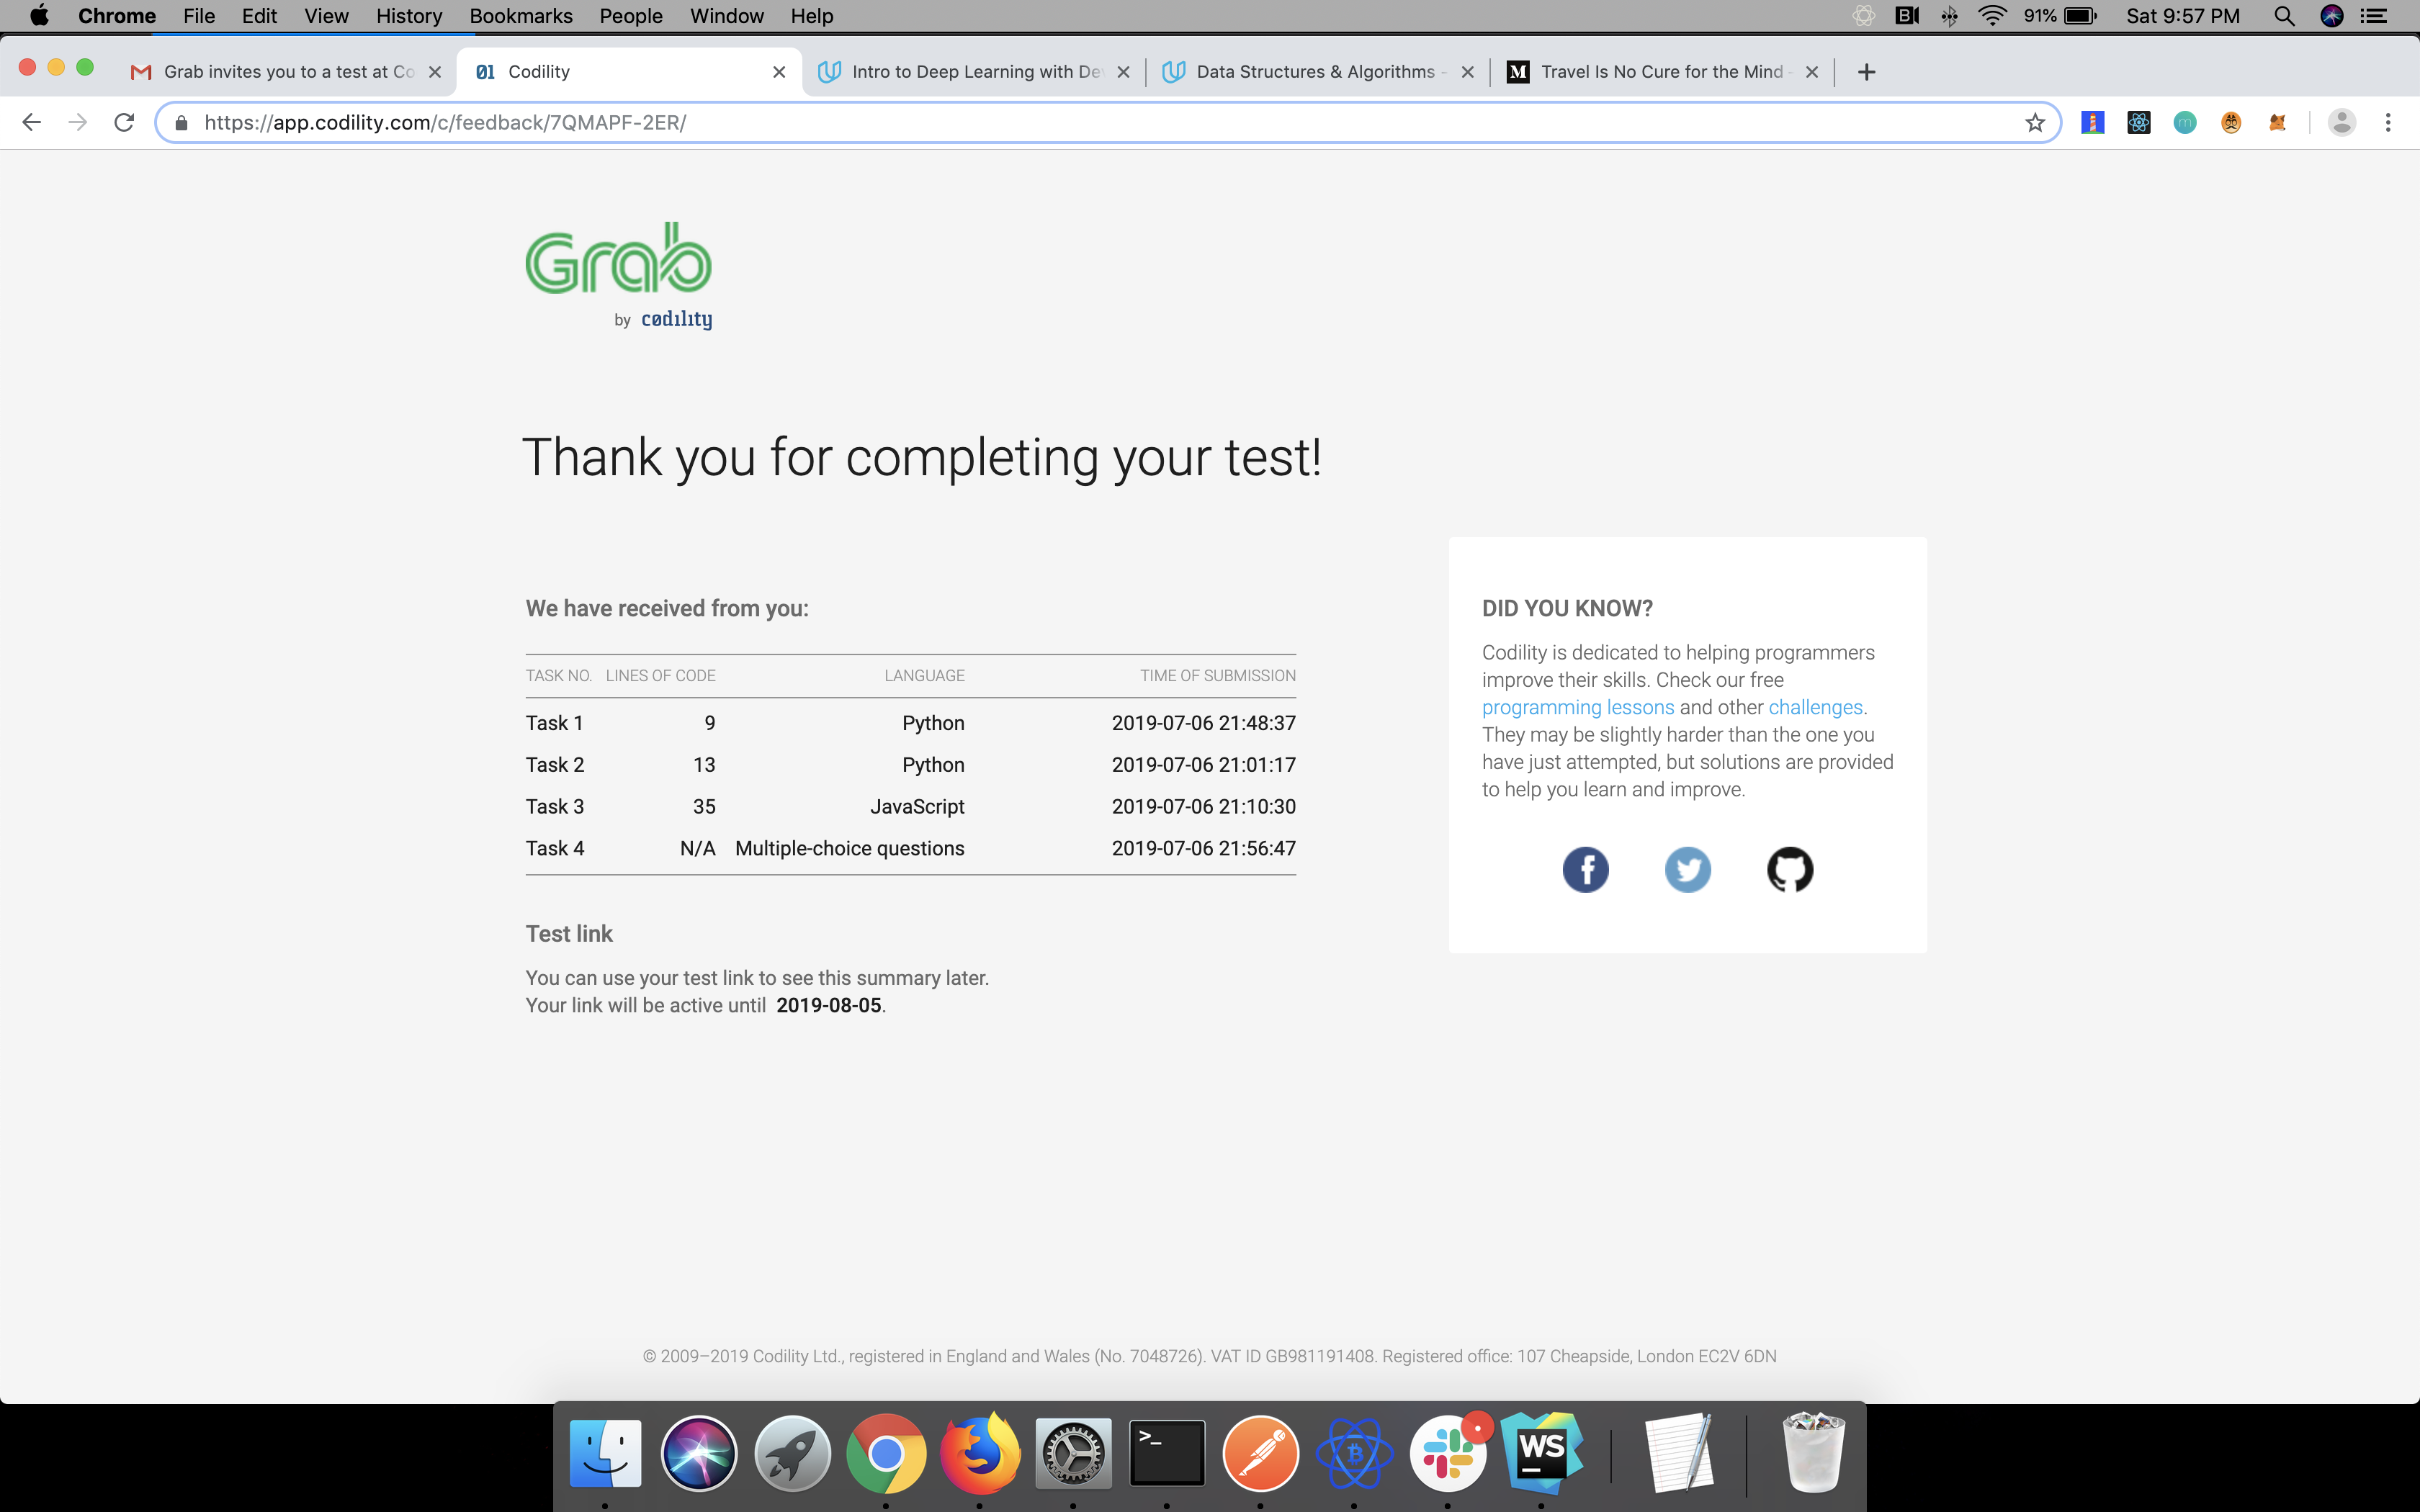 Chrome File Edit View History Bookmarks People Window Help 91% Sat 9:57 PM
Grab invites you to a test at Co Codility Intro to Deep Learning with De Data Structures & Algorithms - Travel Is No Cure for the Mind -
https://app.codility.com/c/feedback/7QMAPF-2ER/
Grab
by codility
Thank you for completing your test!
We have received from you:
TASK NO. LINES OF CODE LANGUAGE TIME OF SUBMISSION
Task 1 9 Python 2019-07-06 21:48:37
Task 2 13 Python 2019-07-06 21:01:17
Task 3 35 JavaScript 2019-07-06 21:10:30
Task 4 N/A Multiple-choice questions 2019-07-06 21:56:47
Test link
You can use your test link to see this summary later.
Your link will be active until 2019-08-05.
DID YOU KNOW?
Codility is dedicated to helping programmers
improve their skills. Check our free
programming lessons and other challenges.
They may be slightly harder than the one you
have just attempted, but solutions are provided
to help you learn and improve.
© 2009–2019 Codility Ltd., registered in England and Wales (No. 7048726). VAT ID GB981191408. Registered office: 107 Cheapside, London EC2V 6DN
>_
WS